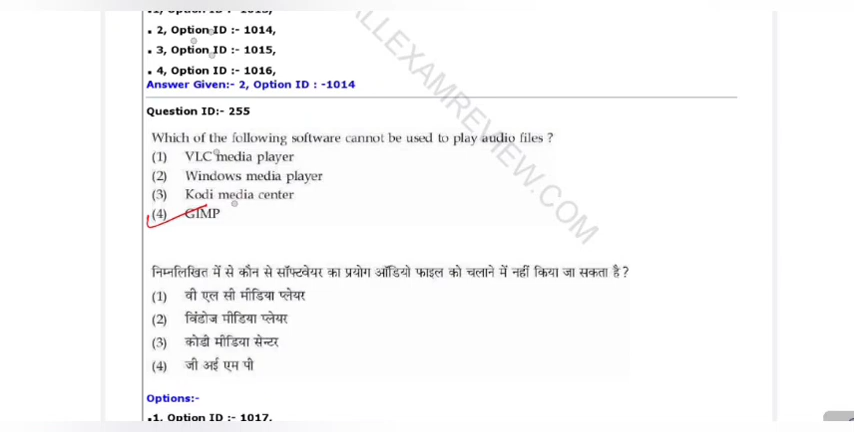 . 2, Option ID :- 1014,
. 3, Option ID :- 1015,
. 4, Option ID :- 1016,
Answer Given:- 2, Option ID : -1014
Question ID:- 255
Which of the following software cannot be used to play audio files ?
(1) VLC media player
(2) Windows media player
(3) Kodi media center
(4) GIMP
निम्नलिखित में से कौन से सॉफ्टवेयर का प्रयोग ऑडियो फाइल को चलाने में नहीं किया जा सकता है ?
(1) वी एल सी मीडिया प्लेयर
(2) विंडोज मीडिया प्लेयर
(3) कोडी मीडिया सेन्टर
(4) जी आई एम पी
Options:-
.1, Option ID :- 1017,
LLEXAMREVIEW.COM